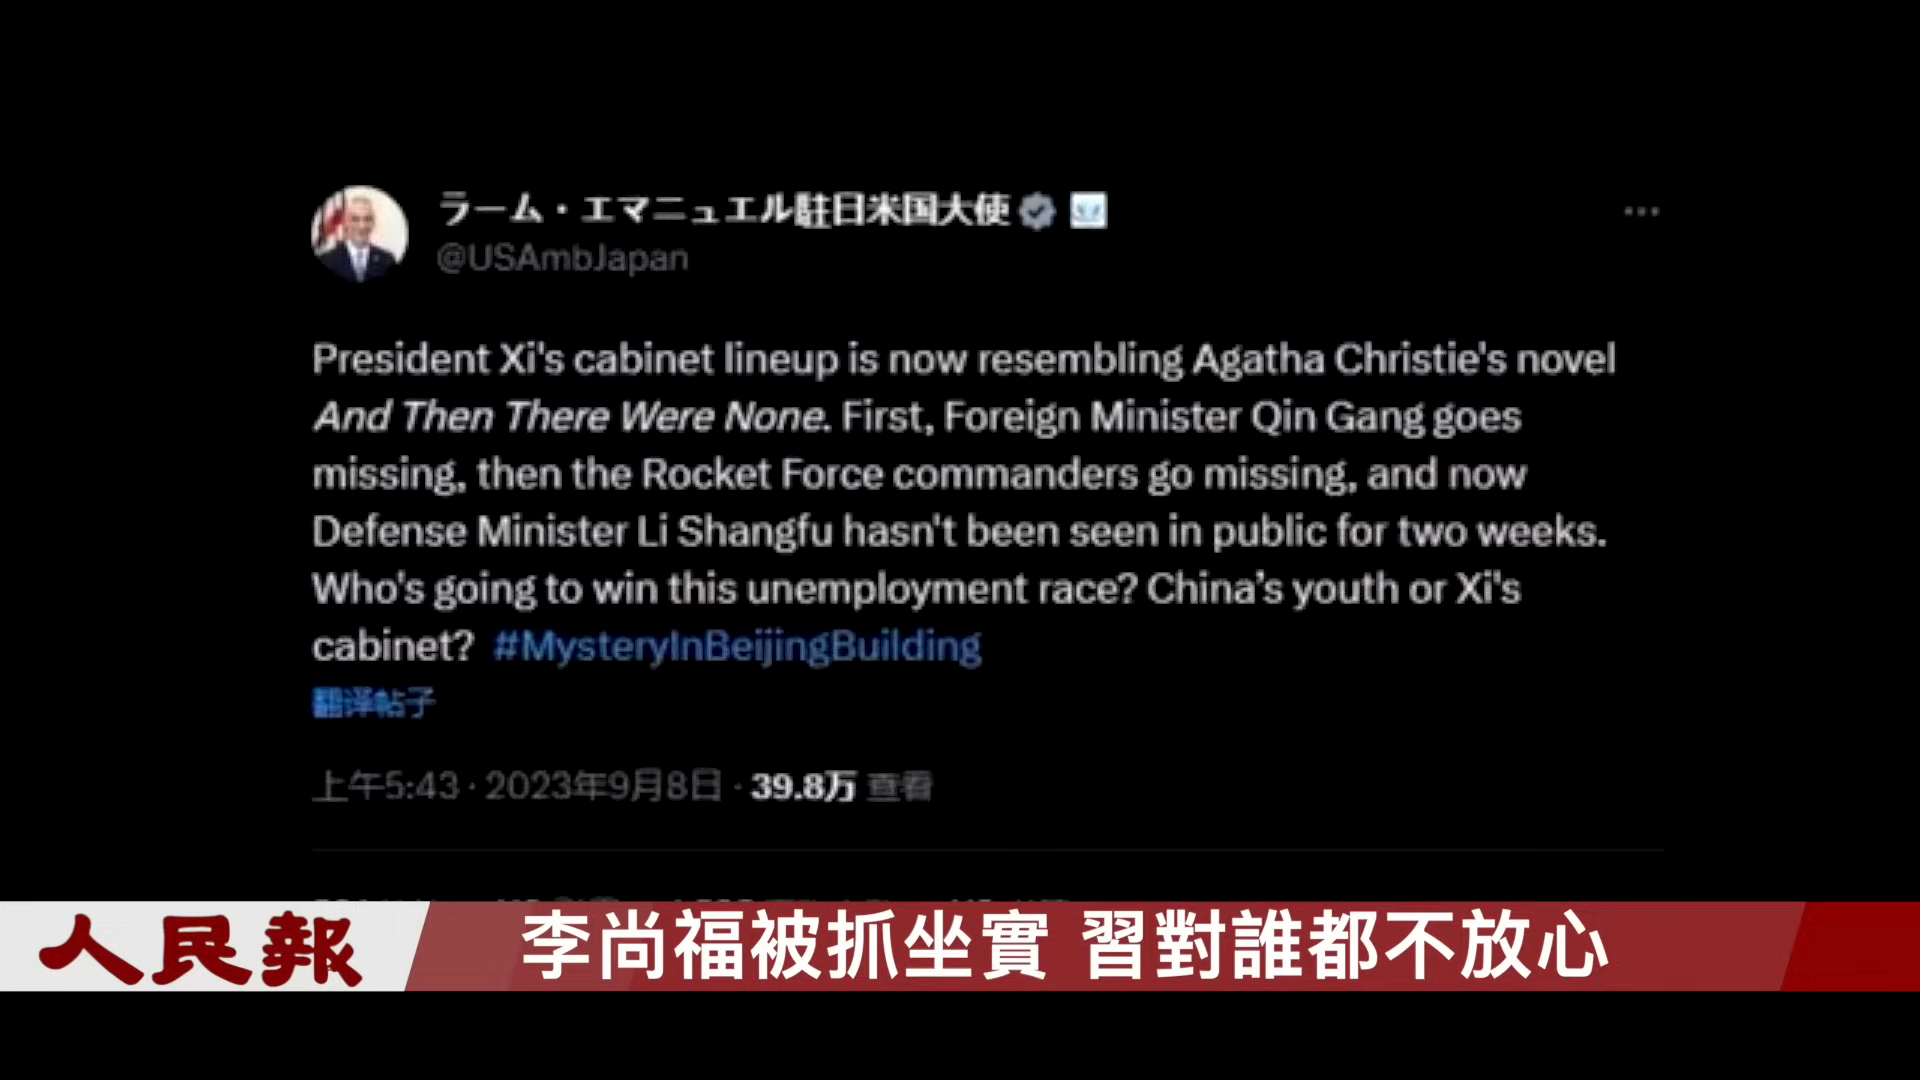 ラーム・エマニュエル駐日米国大使
@USAmbJapan
President Xi's cabinet lineup is now resembling Agatha Christie's novel
And Then There Were None. First, Foreign Minister Qin Gang goes
missing, then the Rocket Force commanders go missing, and now
Defense Minister Li Shangfu hasn't been seen in public for two weeks.
Who's going to win this unemployment race? China’s youth or Xi's
cabinet? #MysteryInBeijingBuilding
翻译帖子
上午5:43 · 2023年9月8日 · 39.8万 查看
人民報
李尚福被抓坐實 習對誰都不放心